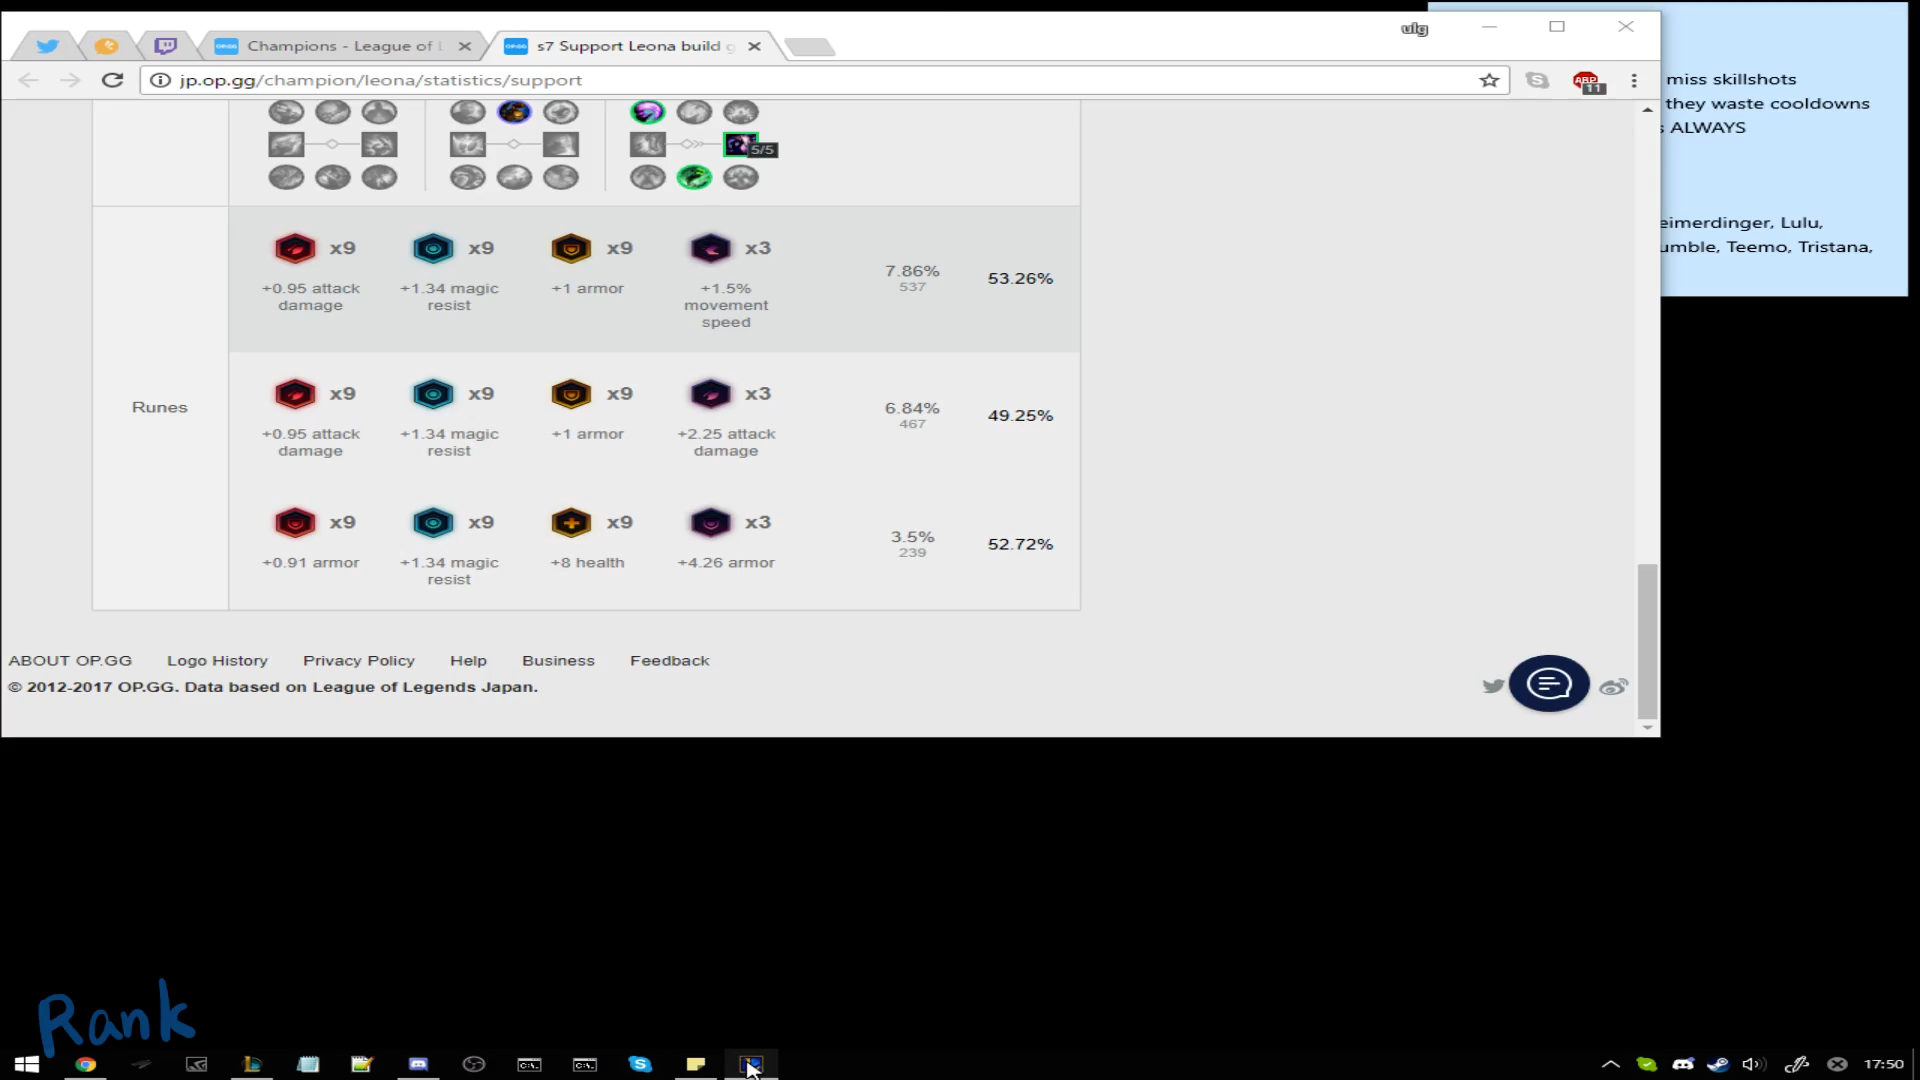 ulg
Champions - League of L
s7 Support Leona build g
jp.op.gg/champion/leona/statistics/support
ABP
11
miss skillshots
they waste cooldowns
s ALWAYS
eimerdinger, Lulu,
umble, Teemo, Tristana,
5/5
Runes
x9 x9 x9 x3
+0.95 attack damage
+1.34 magic resist
+1 armor
+1.5% movement speed
7.86%
537
53.26%
x9 x9 x9 x3
+0.95 attack damage
+1.34 magic resist
+1 armor
+2.25 attack damage
6.84%
467
49.25%
x9 x9 x9 x3
+0.91 armor
+1.34 magic resist
+8 health
+4.26 armor
3.5%
239
52.72%
ABOUT OP.GG Logo History Privacy Policy Help Business Feedback
© 2012-2017 OP.GG. Data based on League of Legends Japan.
Rank
17:50